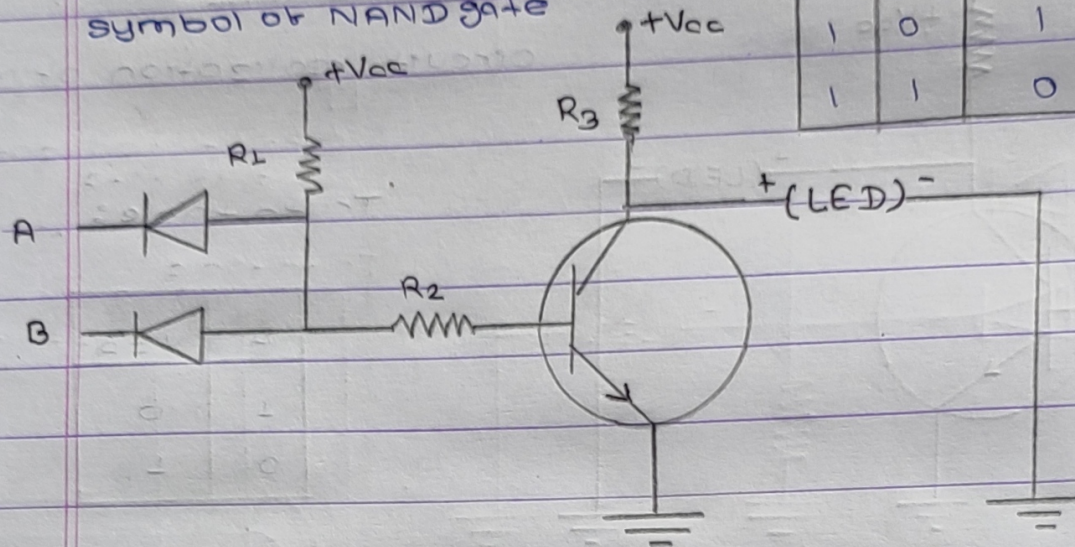 symbol of NAND gate
+Vcc
1 0 1
+Vcc
R3
1 1 0
R1
+(LED)-
A
R2
B